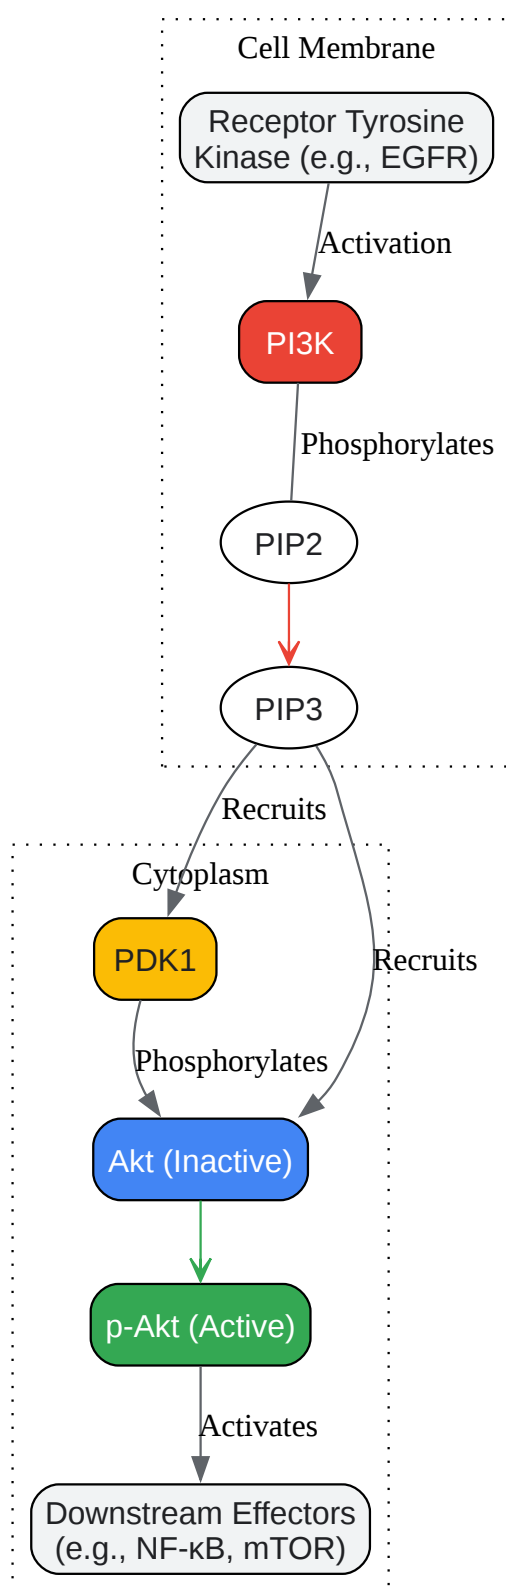 Cell Membrane
Receptor Tyrosine
Kinase (e.g., EGFR)
Activation
PI3K
Phosphorylates
PIP2
PIP3
Recruits
Cytoplasm
PDK1
Recruits
Phosphorylates
Akt (Inactive)
p-Akt (Active)
Activates
Downstream Effectors
(e.g., NF-κB, mTOR)